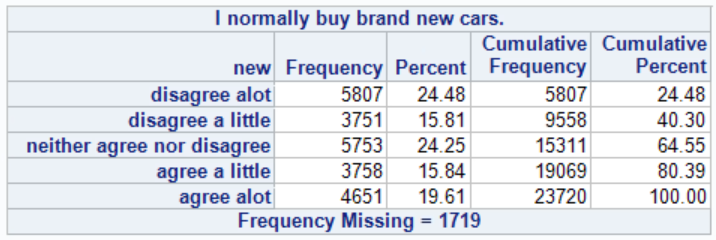 I normally buy brand new cars.
new Frequency Percent Cumulative Frequency Cumulative Percent
disagree alot 5807 24.48 5807 24.48
disagree a little 3751 15.81 9558 40.30
neither agree nor disagree 5753 24.25 15311 64.55
agree a little 3758 15.84 19069 80.39
agree alot 4651 19.61 23720 100.00
Frequency Missing = 1719